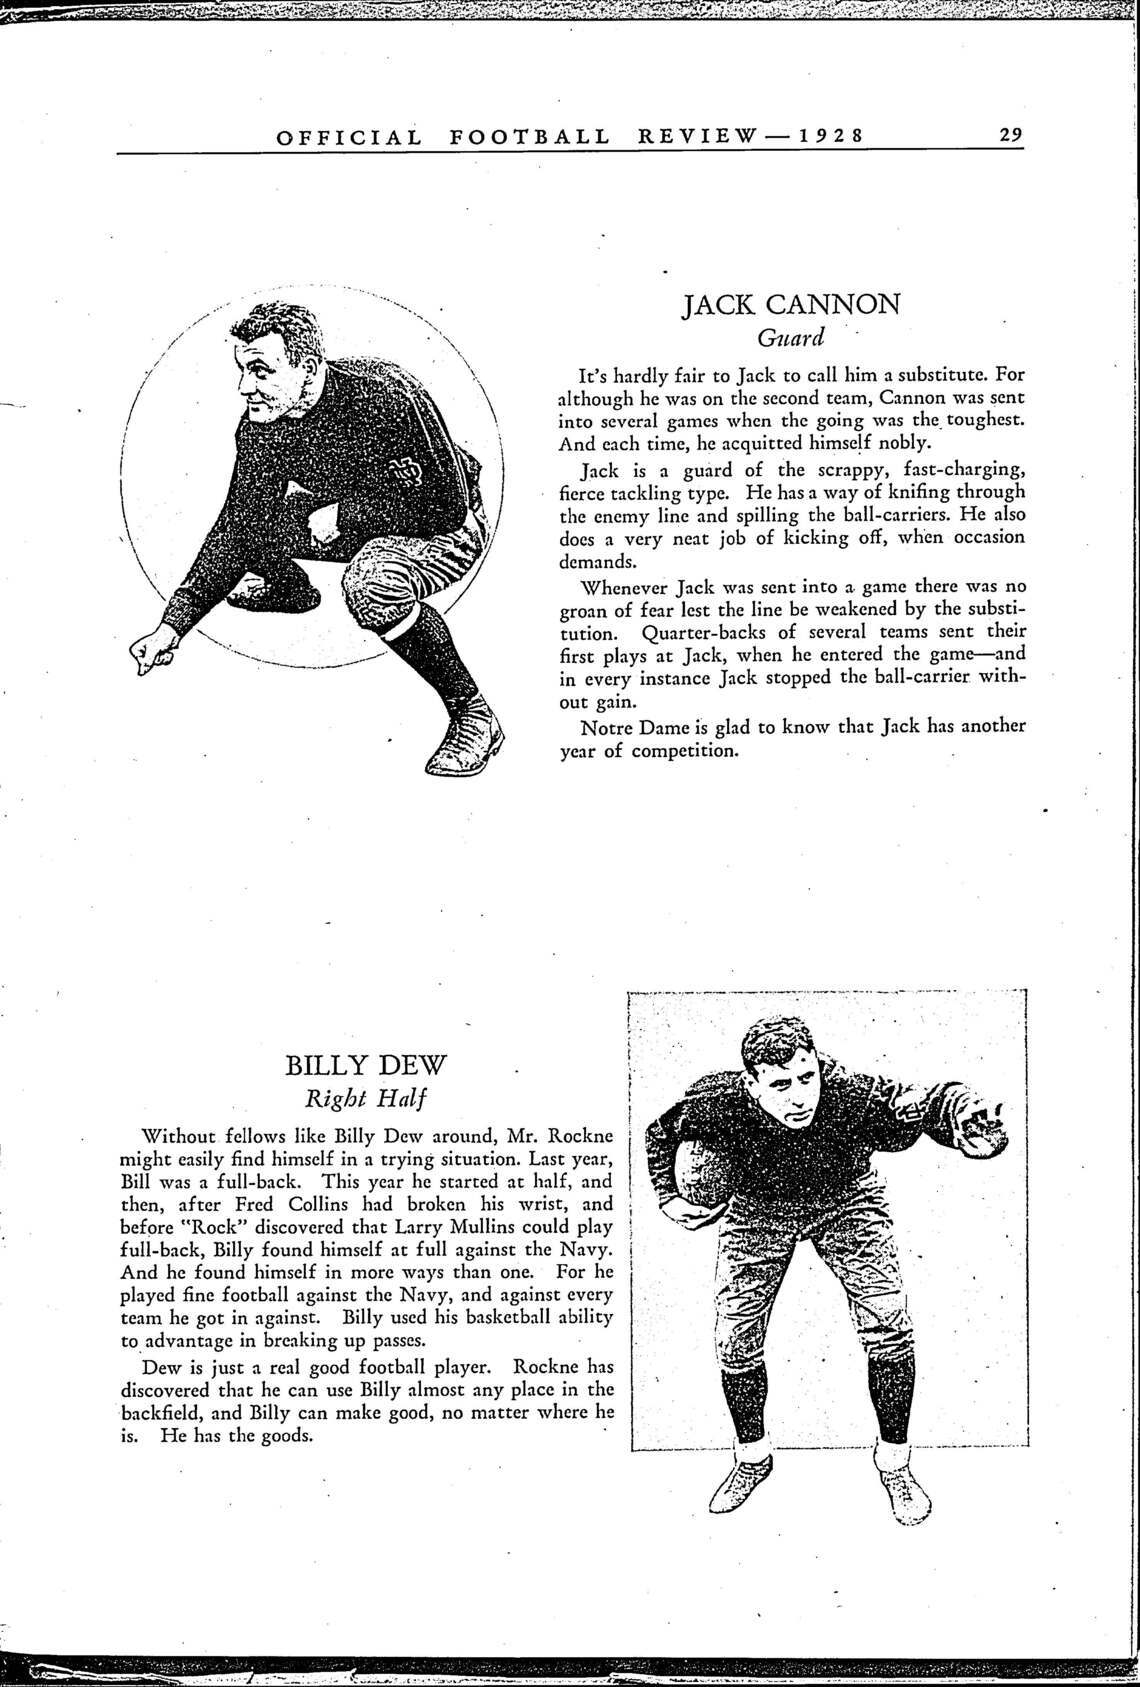 OFFICIAL FOOTBALL REVIEW—1928 29
JACK CANNON
Guard
It's hardly fair to Jack to call him a substitute. For
although he was on the second team, Cannon was sent
into several games when the going was the toughest.
And each time, he acquitted himself nobly.
Jack is a guard of the scrappy, fast-charging,
fierce tackling type. He has a way of knifing through
the enemy line and spilling the ball-carriers. He also
does a very neat job of kicking off, when occasion
demands.
Whenever Jack was sent into a game there was no
groan of fear lest the line be weakened by the substi-
tution. Quarter-backs of several teams sent their
first plays at Jack, when he entered the game—and
in every instance Jack stopped the ball-carrier with-
out gain.
Notre Dame is glad to know that Jack has another
year of competition.
BILLY DEW
Right Half
Without fellows like Billy Dew around, Mr. Rockne
might easily find himself in a trying situation. Last year,
Bill was a full-back. This year he started at half, and
then, after Fred Collins had broken his wrist, and
before "Rock" discovered that Larry Mullins could play
full-back, Billy found himself at full against the Navy.
And he found himself in more ways than one. For he
played fine football against the Navy, and against every
team he got in against. Billy used his basketball ability
to advantage in breaking up passes.
Dew is just a real good football player. Rockne has
discovered that he can use Billy almost any place in the
backfield, and Billy can make good, no matter where he
is. He has the goods.